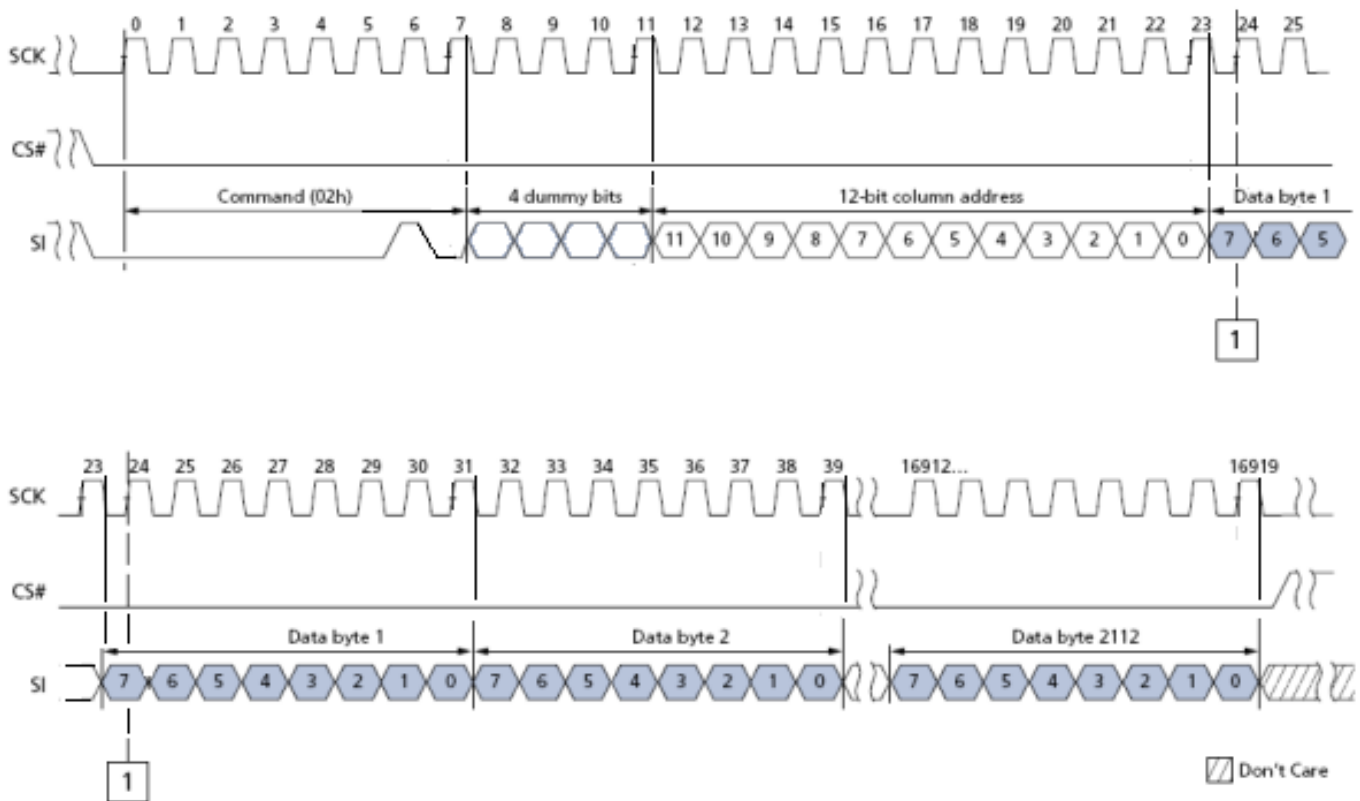 0 1 2 3 4 5 6 7 8 9 10 11 12 13 14 15 16 17 18 19 20 21 22 23 24 25
SCK
CS#
Command (02h) 4 dummy bits 12-bit column address Data byte 1
SI 11 10 9 8 7 6 5 4 3 2 1 0 7 6 5
1
23 24 25 26 27 28 29 30 31 32 33 34 35 36 37 38 39 16912... 16919
SCK
CS#
Data byte 1 Data byte 2 Data byte 2112
SI 7 6 5 4 3 2 1 0 7 6 5 4 3 2 1 0 7 6 5 4 3 2 1 0
1
Don't Care